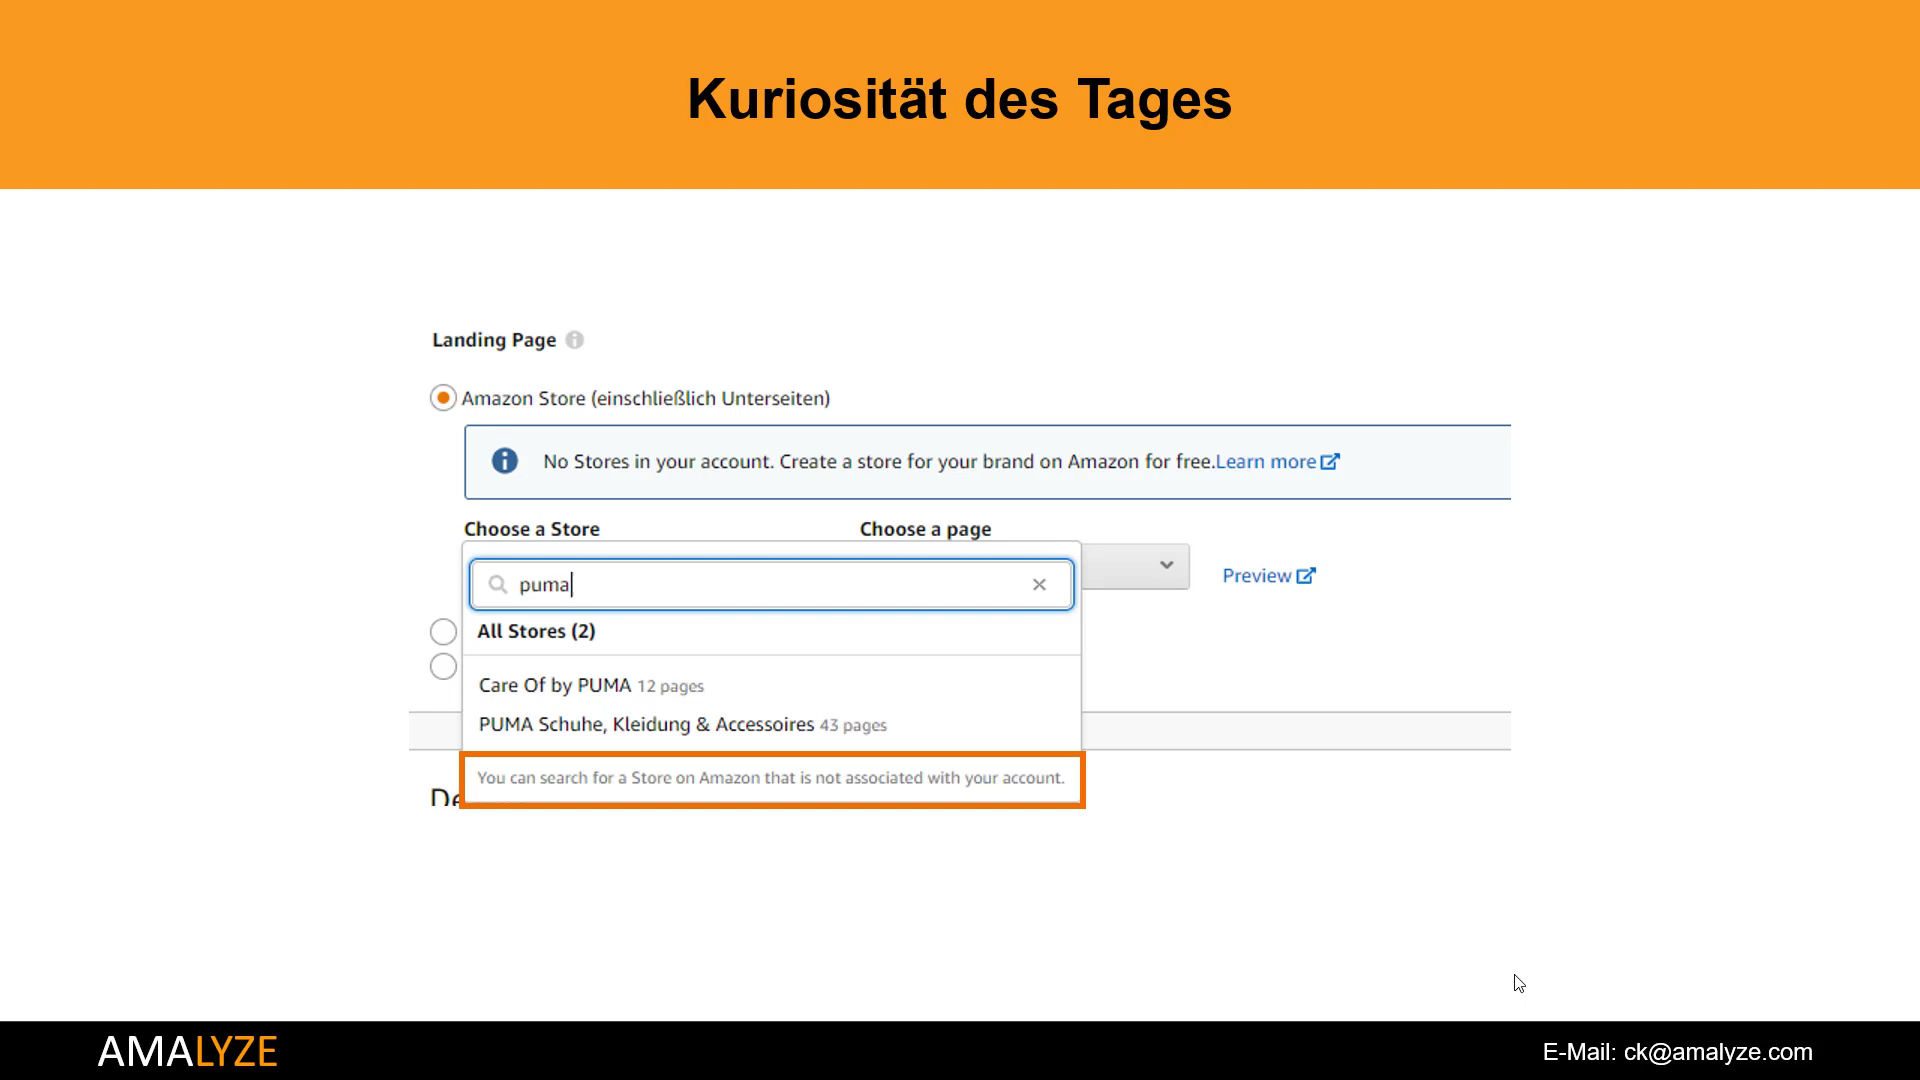 Kuriosität des Tages
Landing Page
Amazon Store (einschließlich Unterseiten)
No Stores in your account. Create a store for your brand on Amazon for free.Learn more
Choose a Store
Choose a page
puma
Preview
All Stores (2)
Care Of by PUMA 12 pages
PUMA Schuhe, Kleidung & Accessoires 43 pages
You can search for a Store on Amazon that is not associated with your account.
AMALYZE
E-Mail: ck@amalyze.com